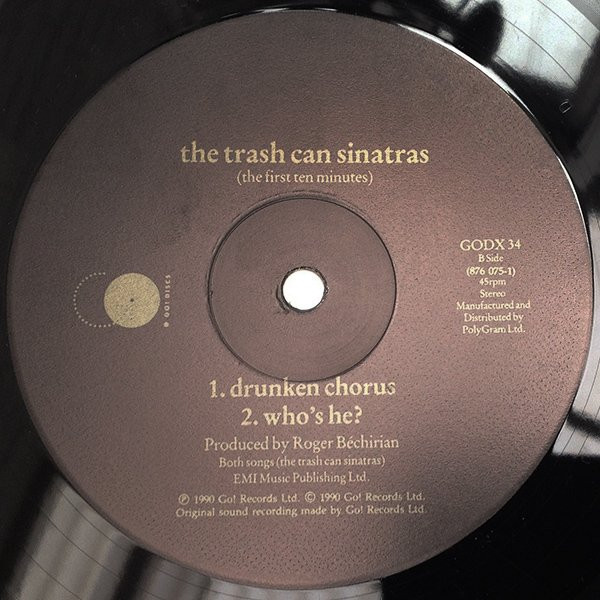 the trash can sinatras
(the first ten minutes)
GODX 34
B Side
(876 075-1)
45rpm
Stereo
Manufactured and
Distributed by
PolyGram Ltd.
GO! DISCS
1. drunken chorus
2. who's he?
Produced by Roger Béchirian
Both songs (the trash can sinatras)
EMI Music Publishing Ltd.
℗ 1990 Go! Records Ltd. © 1990 Go! Records Ltd.
Original sound recording made by Go! Records Ltd.